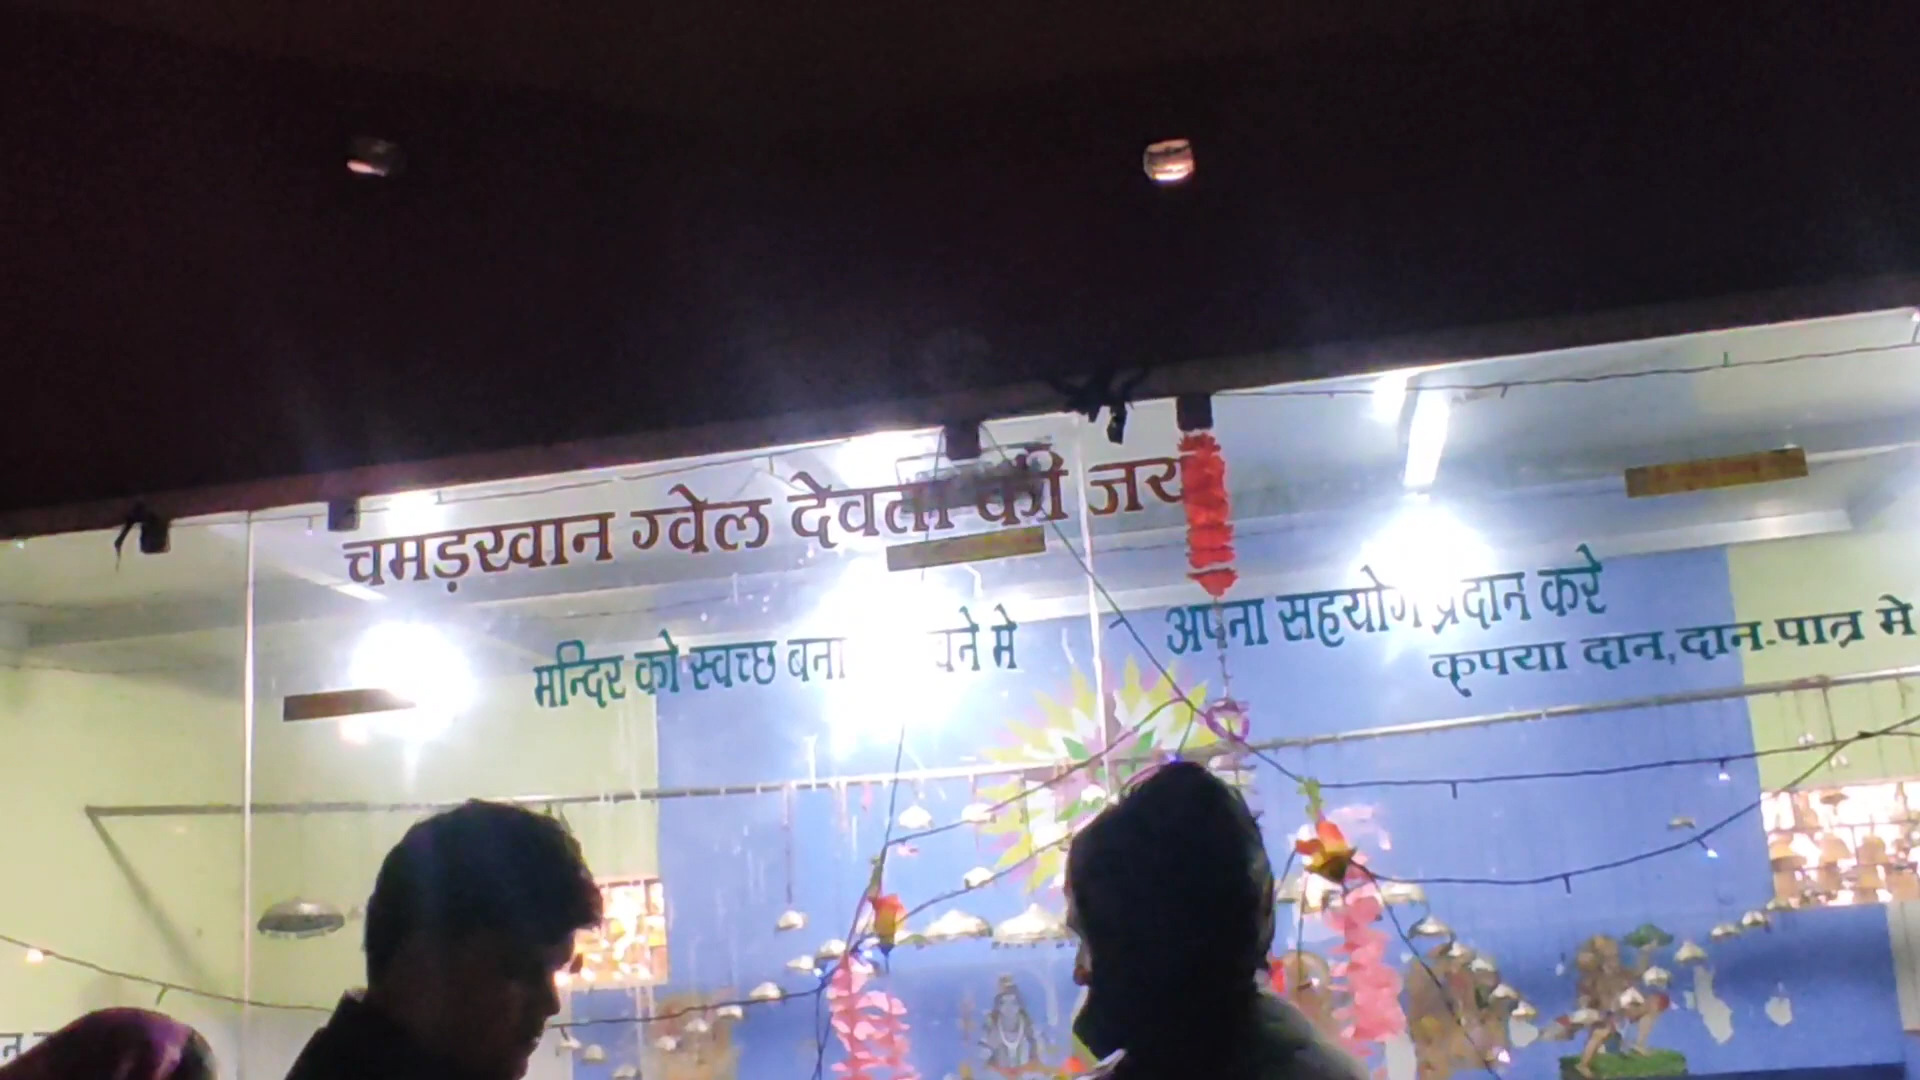 चमड़खान ग्वेल देवता की जय
मन्दिर को स्वच्छ बना मे
अपना सहयोग प्रदान करे
कृपया दान,दान-पात्र मे